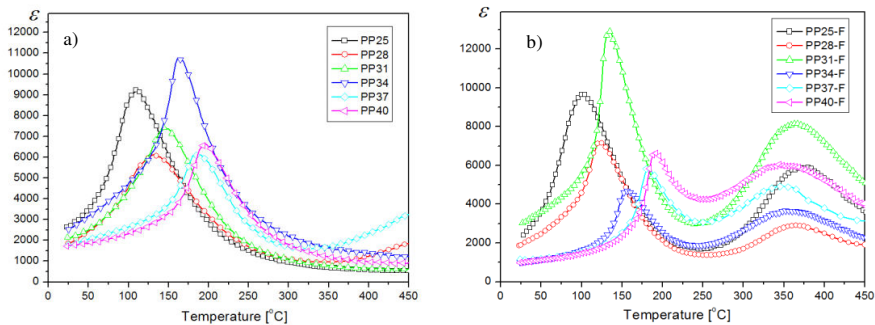 ε
a)
12000
11000
10000
9000
8000
7000
6000
5000
4000
3000
2000
1000
0
0 50 100 150 200 250 300 350 400 450
Temperature [°C]
PP25
PP28
PP31
PP34
PP37
PP40
ε
b)
12000
10000
8000
6000
4000
2000
0
0 50 100 150 200 250 300 350 400 450
Temperature [°C]
PP25-F
PP28-F
PP31-F
PP34-F
PP37-F
PP40-F